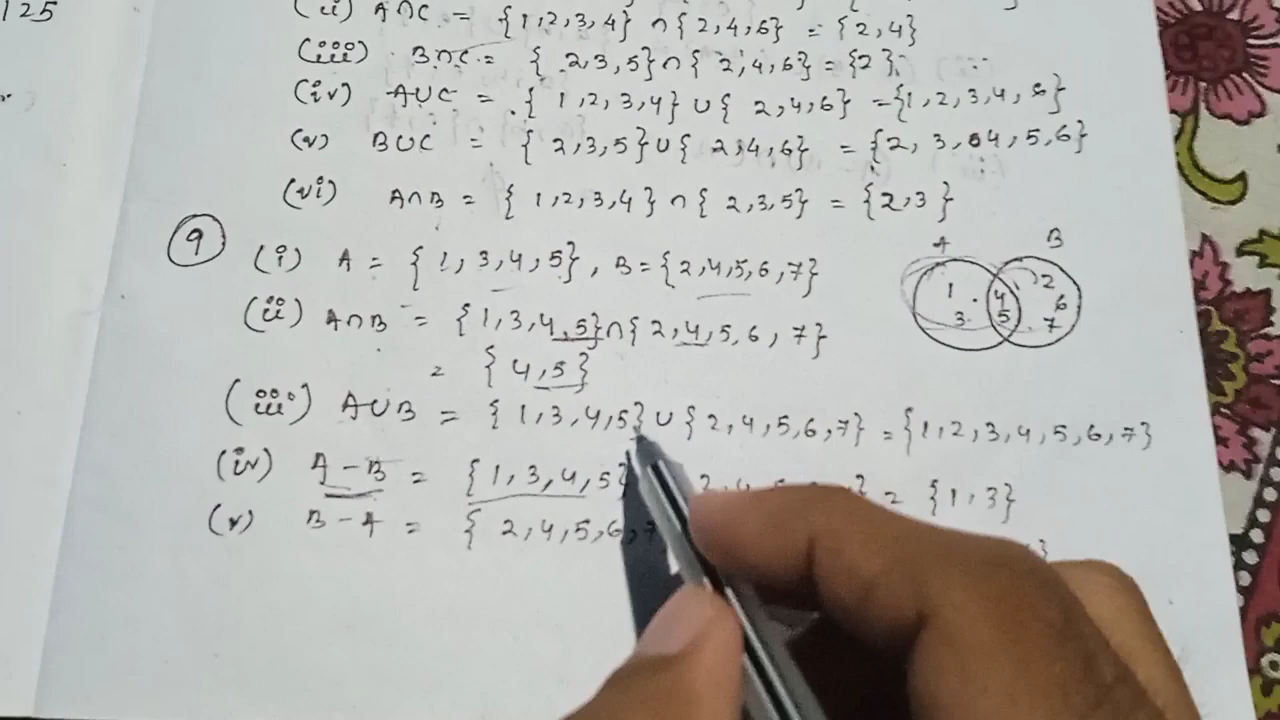 125
(ii) A∩C = {1,2,3,4} ∩ {2,4,6} = {2,4}
(iii) B∩C = { 2,3,5} ∩ { 2,4,6} = {2}
(iv) AUC = { 1,2,3,4} U { 2,4,6} = {1,2,3,4,6}
(v) BUC = { 2,3,5} U { 2,4,6} = {2, 3, 4,5,6}
(vi) A∩B = { 1,2,3,4 } ∩ { 2,3,5} = {2,3}
9 (i) A = { 1, 3,4,5}, B = {2,4,5,6,7}
(ii) A∩B = {1,3,4,5} ∩ { 2,4,5,6,7}
= { 4,5}
(iii) AUB = { 1,3,4,5} U { 2,4,5,6,7} = {1,2,3,4,5,6,7}
(iv) A-B = {1,3,4,5} = {1,3}
(v) B-A = { 2,4,5,6,7
A B
1 4 2
3 5 6
7